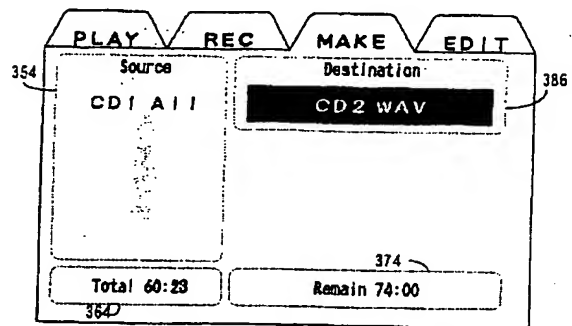 PLAY REC MAKE EDIT
354 Source Destination 386
CD1 All CD2 WAV
374
Total 60:23 Remain 74:00
364